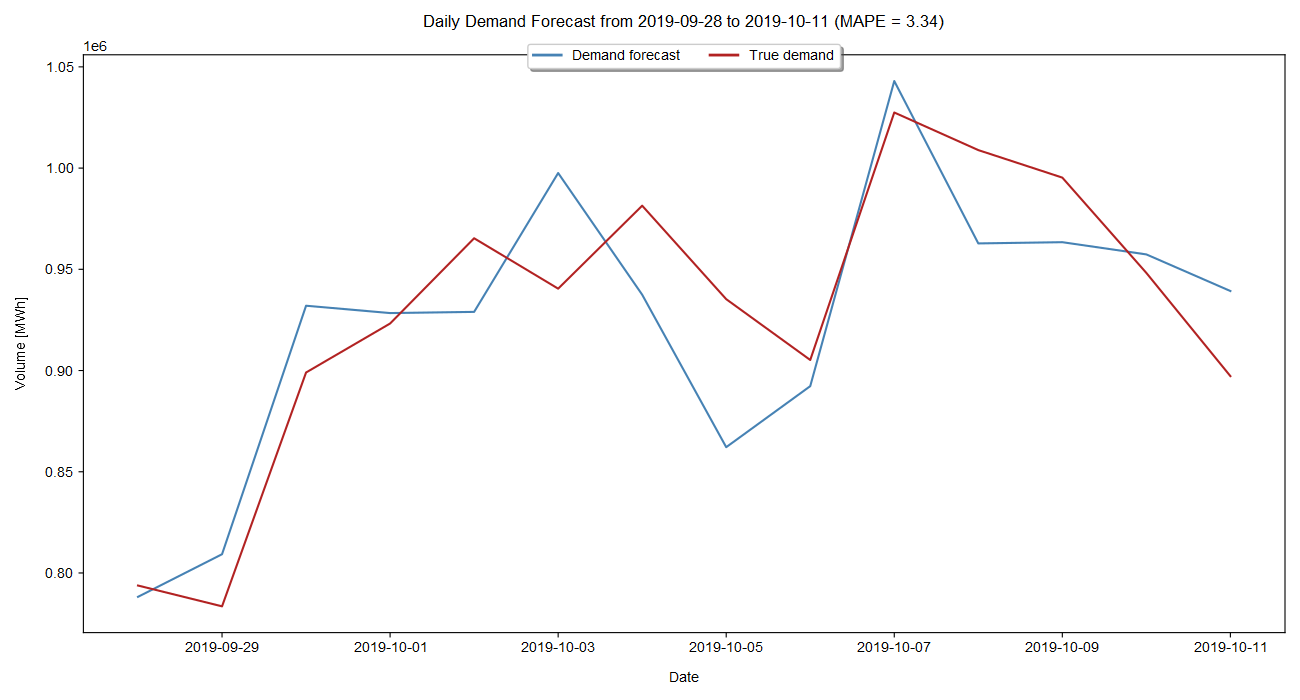 Daily Demand Forecast from 2019-09-28 to 2019-10-11 (MAPE = 3.34)
1e6
Demand forecast True demand
1.05
1.00
0.95
0.90
0.85
0.80
Volume [MWh]
2019-09-29 2019-10-01 2019-10-03 2019-10-05 2019-10-07 2019-10-09 2019-10-11
Date